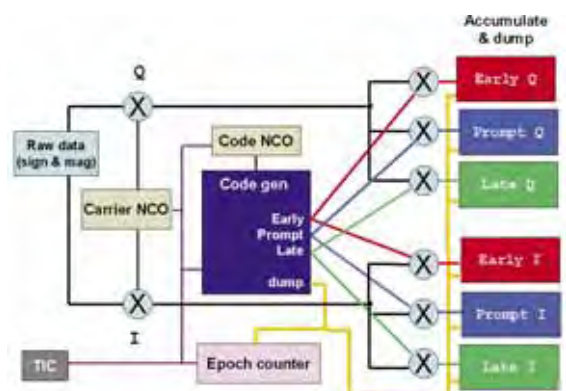 Accumulate
& dump
Q
Early Q
Raw data
(sign & mag)
Code NCO
Prompt Q
Code gen
Late Q
Carrier NCO
Early
Prompt
Late
Early I
dump
Prompt I
I
TIC
Epoch counter
Late I
X
X
X
X
X
X
X
X